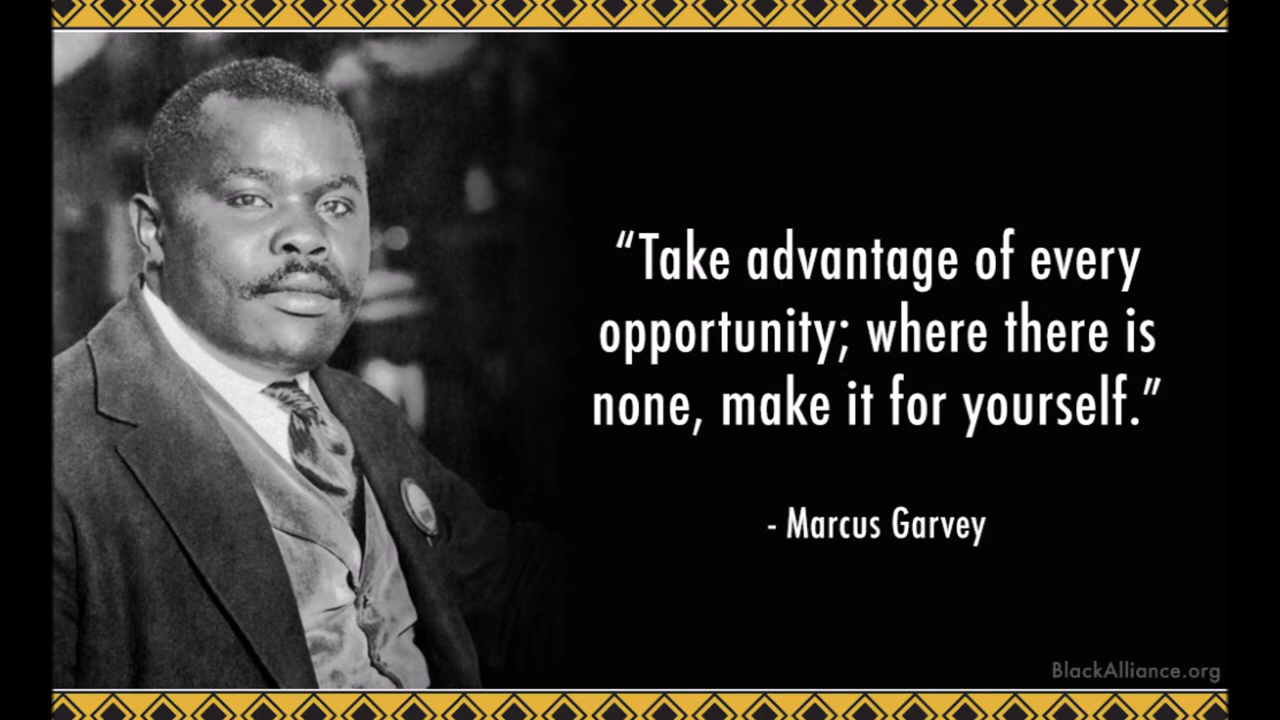 “Take advantage of every
opportunity; where there is
none, make it for yourself.”
- Marcus Garvey
BlackAlliance.org